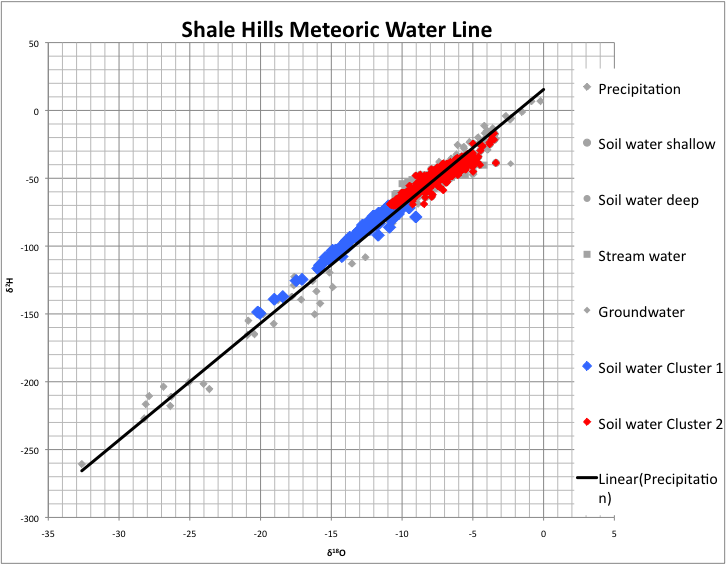 Shale Hills Meteoric Water Line
50
0
-50
-100
-150
-200
-250
-300
δ²H
-35
-30
-25
-20
-15
-10
-5
0
5
δ¹⁸O
Precipitation
Soil water shallow
Soil water deep
Stream water
Groundwater
Soil water Cluster 1
Soil water Cluster 2
Linear(Precipitatio
n)